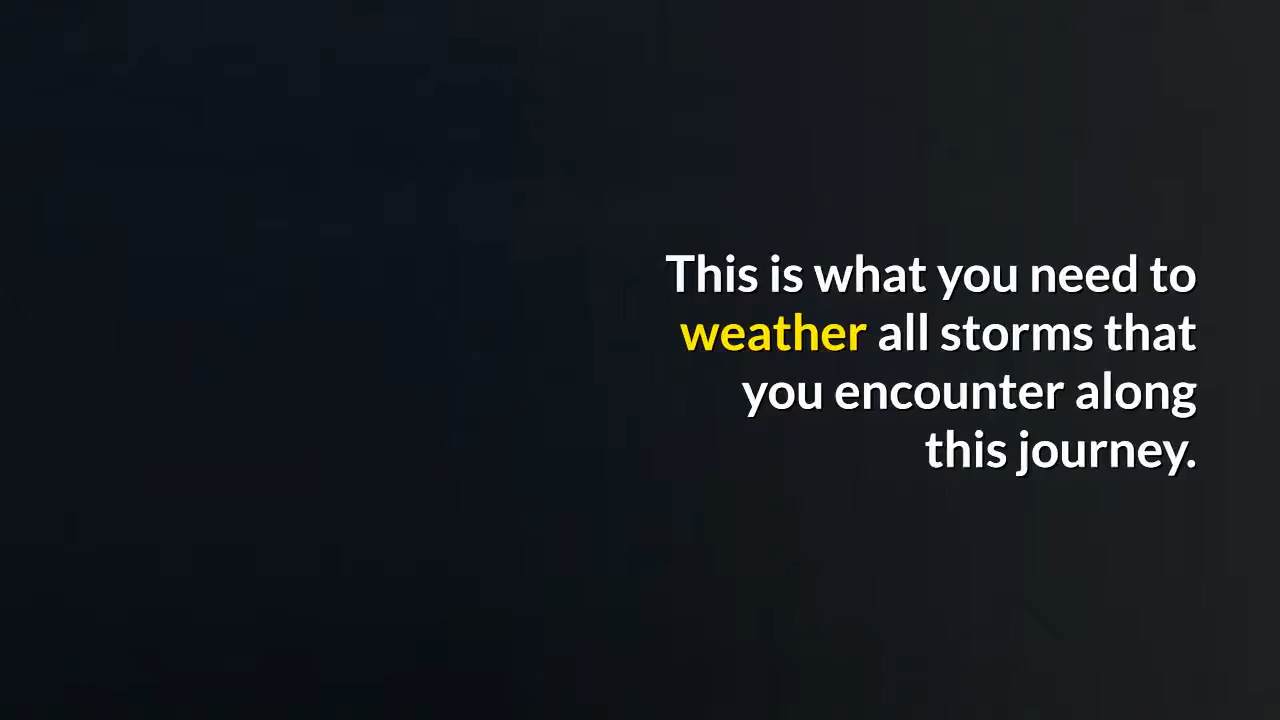 This is what you need to
weather all storms that
you encounter along
this journey.